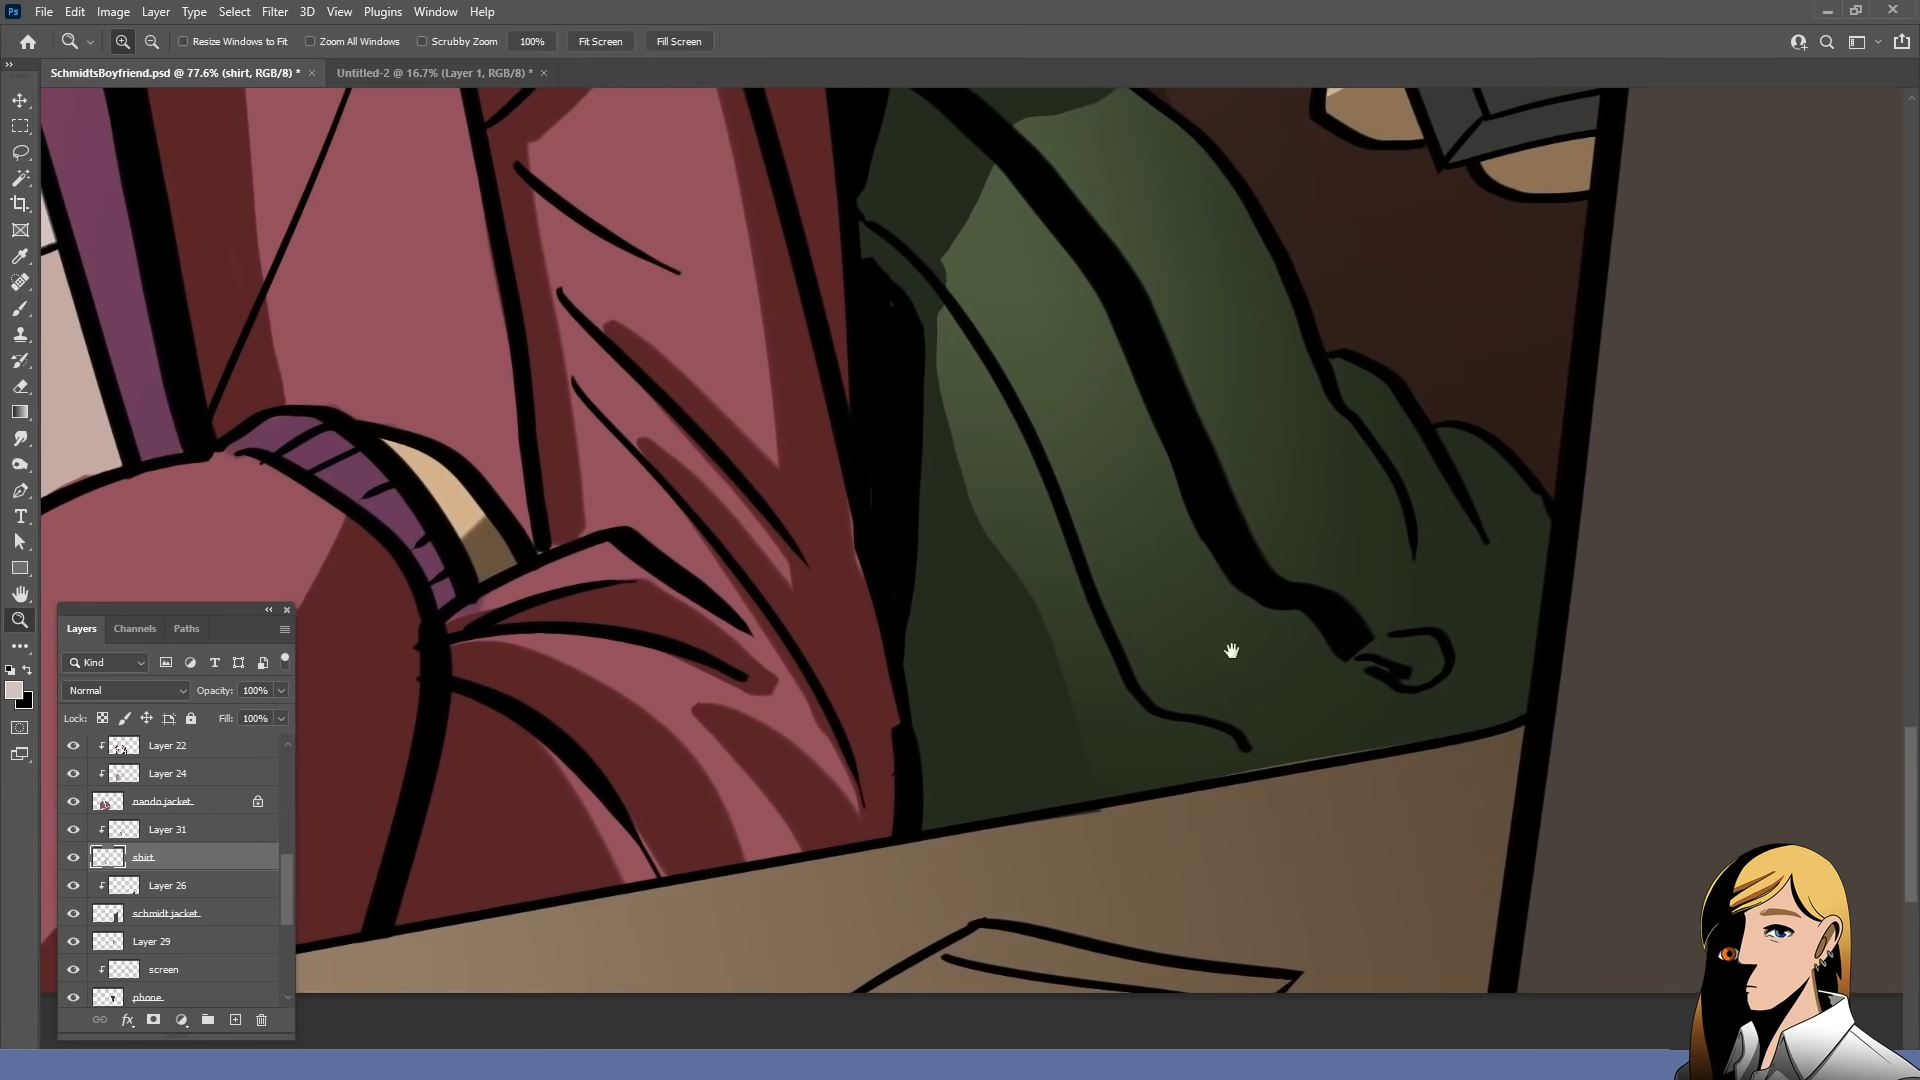 Ps File Edit Image Layer Type Select Filter 3D View Plugins Window Help
Resize Windows to Fit Zoom All Windows Scrubby Zoom 100% Fit Screen Fill Screen
SchmidtsBoyfriend.psd @ 77.6% (shirt, RGB/8) * × Untitled-2 @ 16.7% (Layer 1, RGB/8) * ×
Layers Channels Paths
Kind
Normal Opacity: 100%
Lock: Fill: 100%
Layer 22
Layer 24
nando jacket
Layer 31
shirt
Layer 26
schmidt jacket
Layer 29
screen
phone
fx